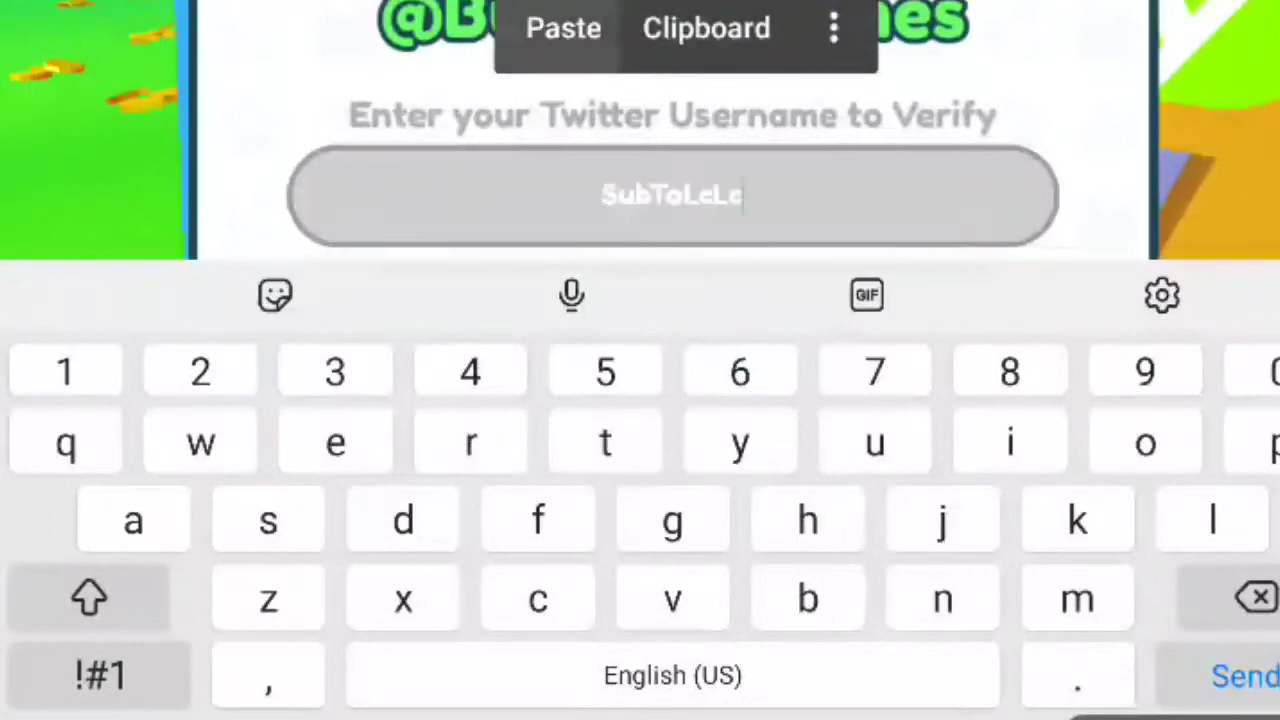 Paste Clipboard
Enter your Twitter Username to Verify
SubToLcLc
GIF
1 2 3 4 5 6 7 8 9
q w e r t y u i o p
a s d f g h j k l
z x c v b n m
!#1 , English (US) . Send